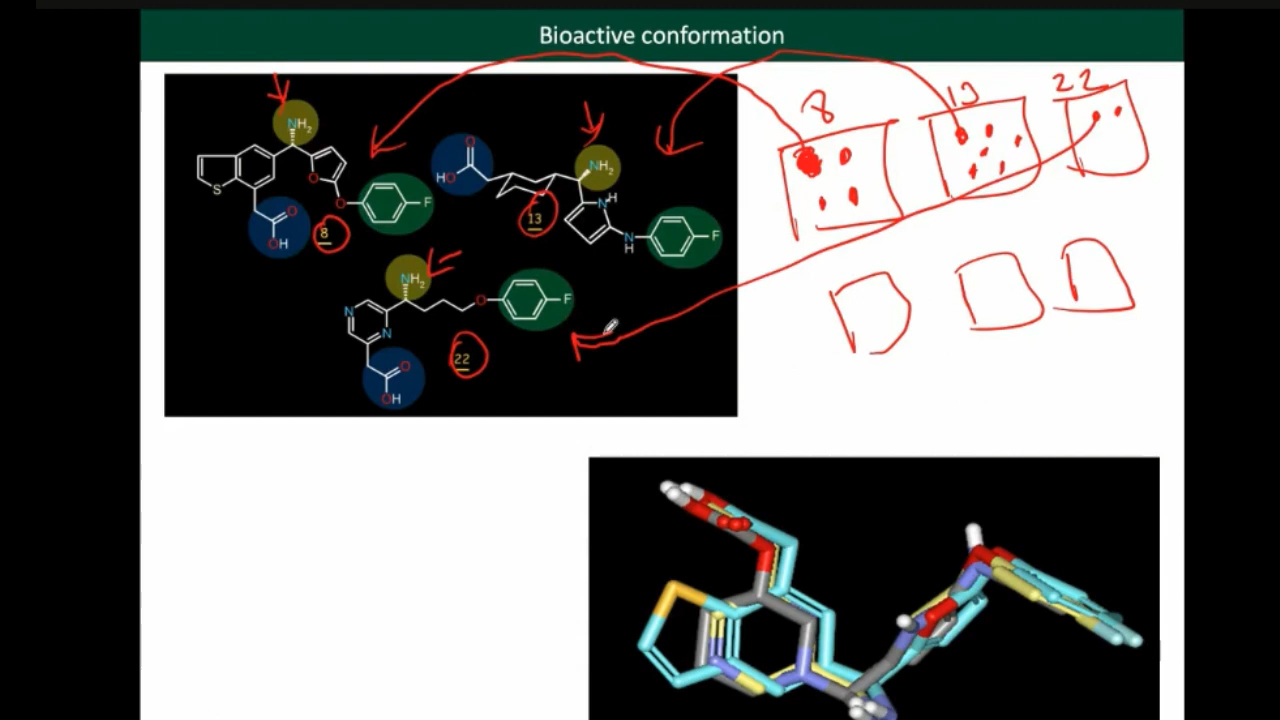 Bioactive conformation
8
13
22
NH₂
S
O
O
OH
O
F
8
O
HO
NH₂
N
H
13
N
H
F
NH₂
N
N
O
F
22
O
OH